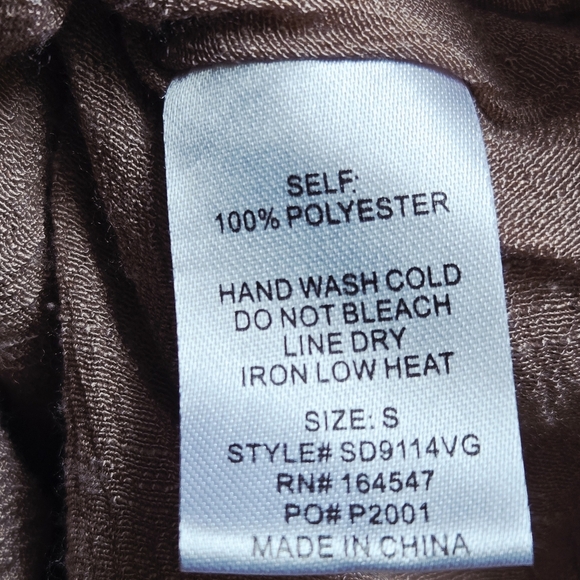 SELF:
100% POLYESTER
HAND WASH COLD
DO NOT BLEACH
LINE DRY
IRON LOW HEAT
SIZE: S
STYLE# SD9114VG
RN# 164547
PO# P2001
MADE IN CHINA